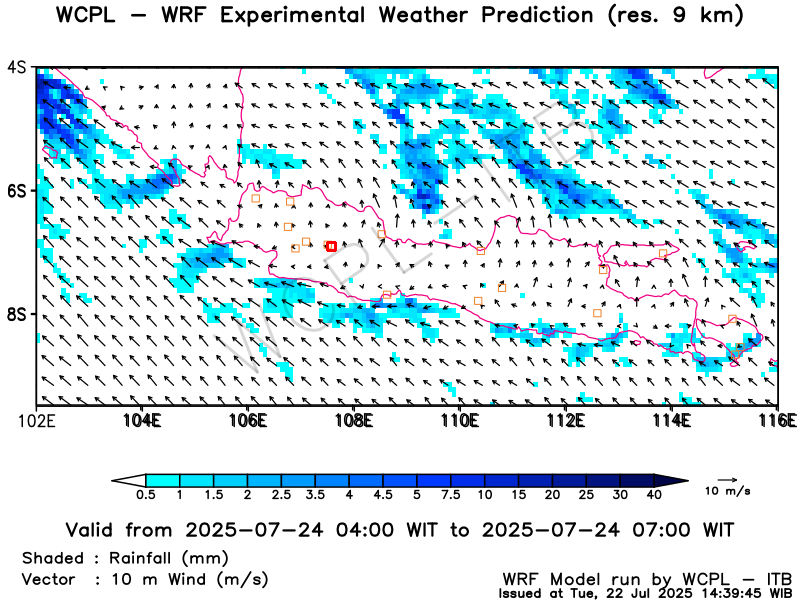 WCPL – WRF Experimental Weather Prediction (res. 9 km)
4S
6S
8S
WCPL-ITB
102E 104E 106E 108E 110E 112E 114E 116E
0.5 1 1.5 2 2.5 3.5 4 4.5 5 7.5 10 15 20 25 30 40
10 m/s
Valid from 2025-07-24 04:00 WIT to 2025-07-24 07:00 WIT
Shaded : Rainfall (mm)
Vector : 10 m Wind (m/s)
WRF Model run by WCPL – ITB
Issued at Tue, 22 Jul 2025 14:39:45 WIB